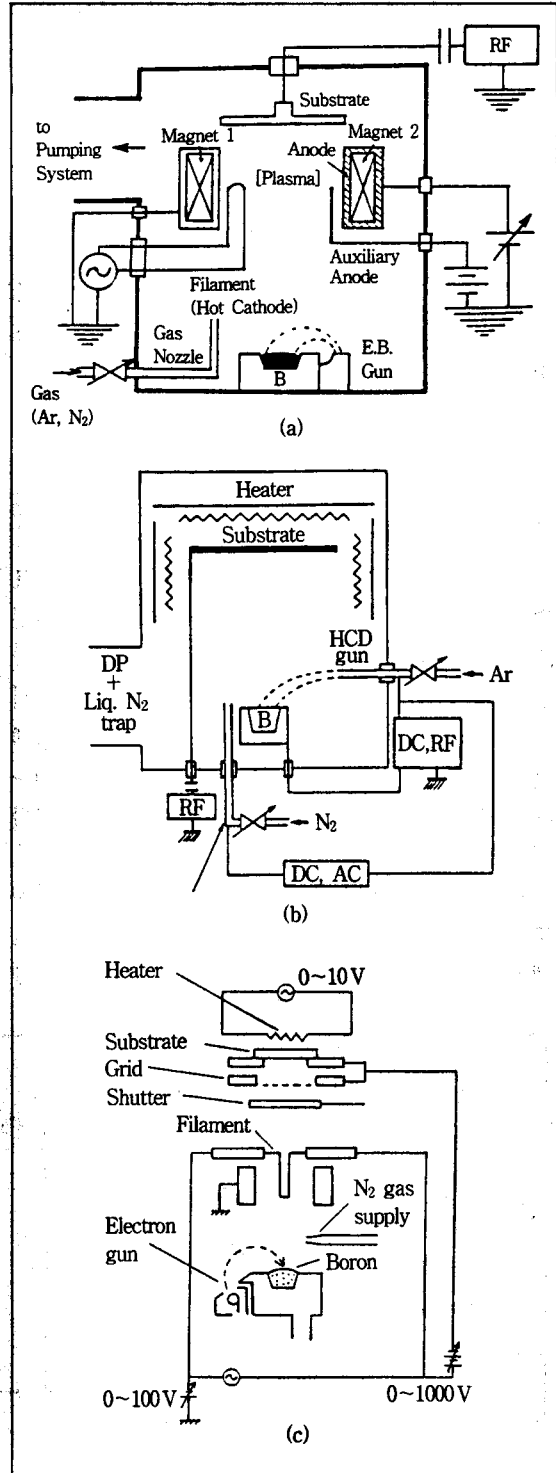 RF
Substrate
to
Pumping
System
Magnet 1
Magnet 2
Anode
[Plasma]
Auxiliary
Anode
Filament
(Hot Cathode)
Gas
Nozzle
E.B.
Gun
B
Gas
(Ar, N₂)
(a)
Heater
Substrate
HCD
gun
Ar
DP
+
Liq. N₂
trap
B
DC, RF
RF
N₂
DC, AC
(b)
Heater
0~10 V
Substrate
Grid
Shutter
Filament
N₂ gas
supply
Electron
gun
Boron
0~100 V
0~1000 V
(c)